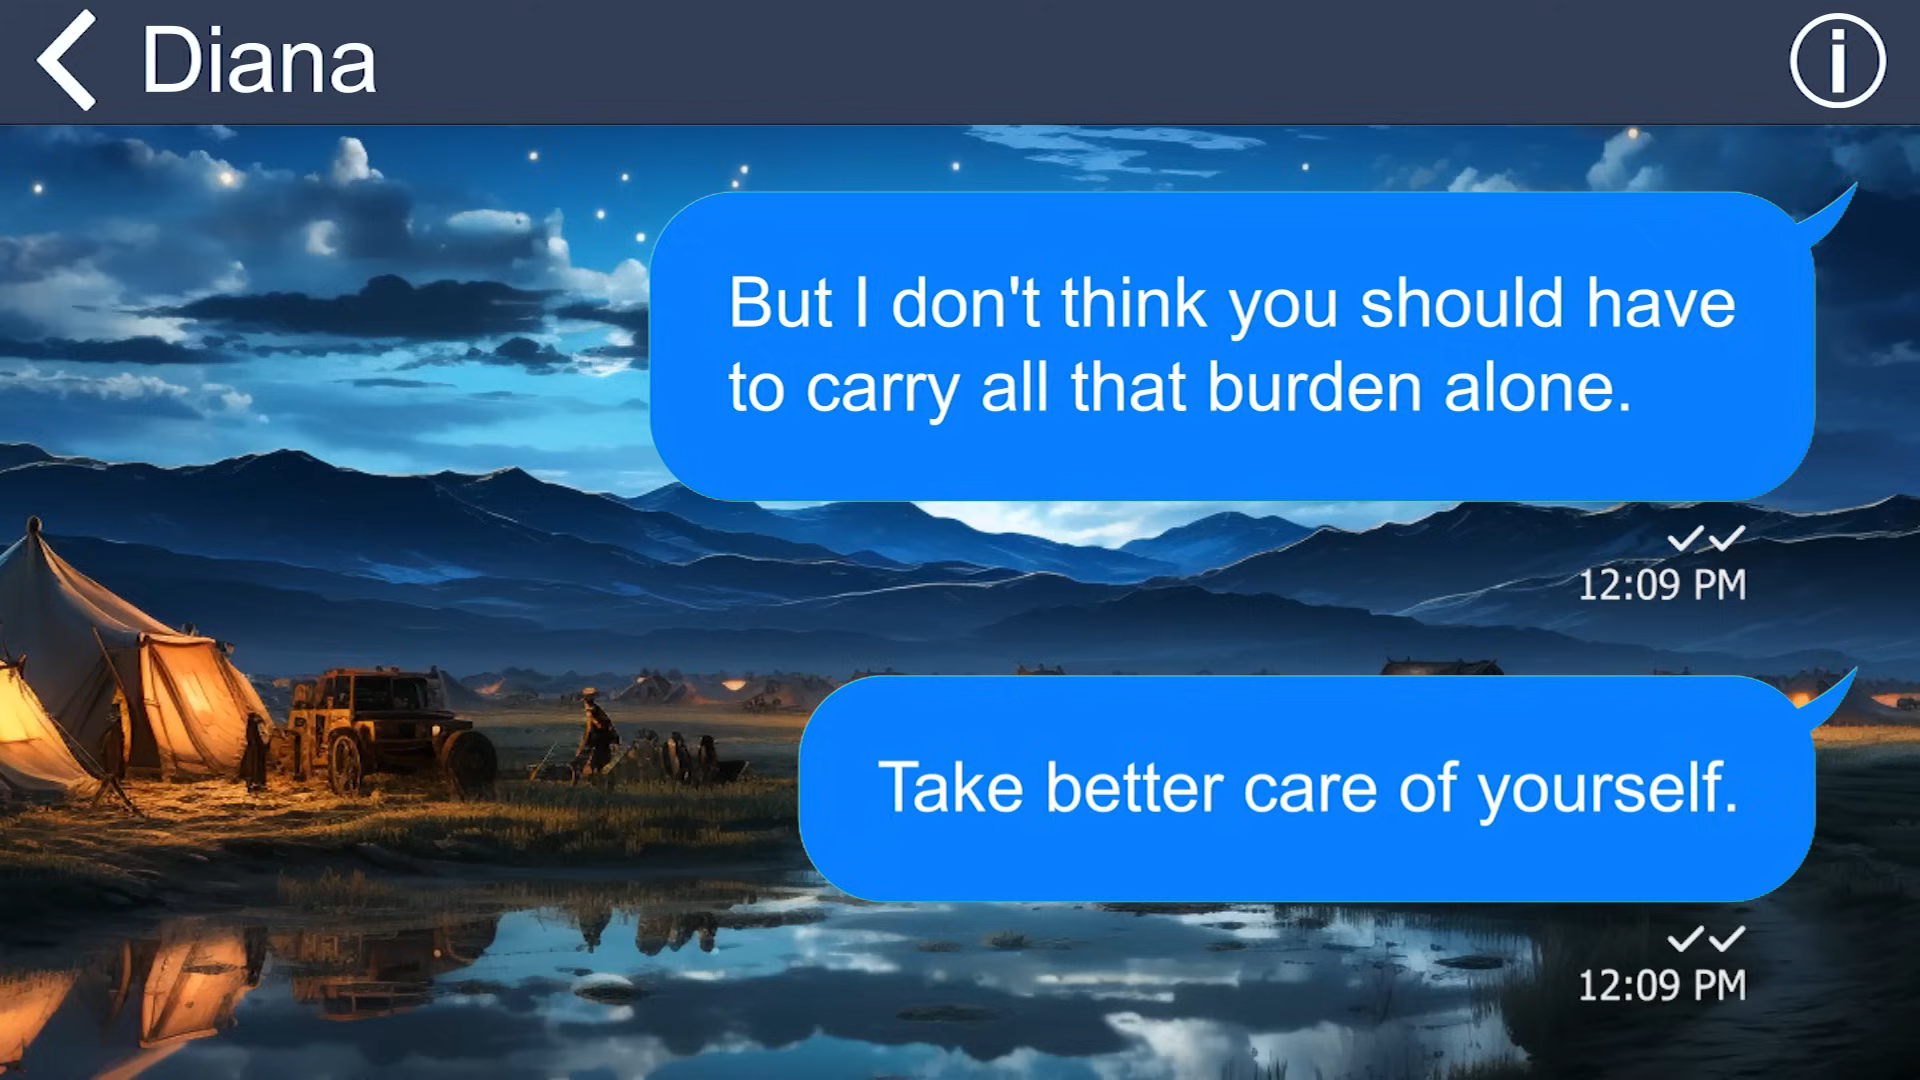 Diana
But I don't think you should have
to carry all that burden alone.
12:09 PM
Take better care of yourself.
12:09 PM